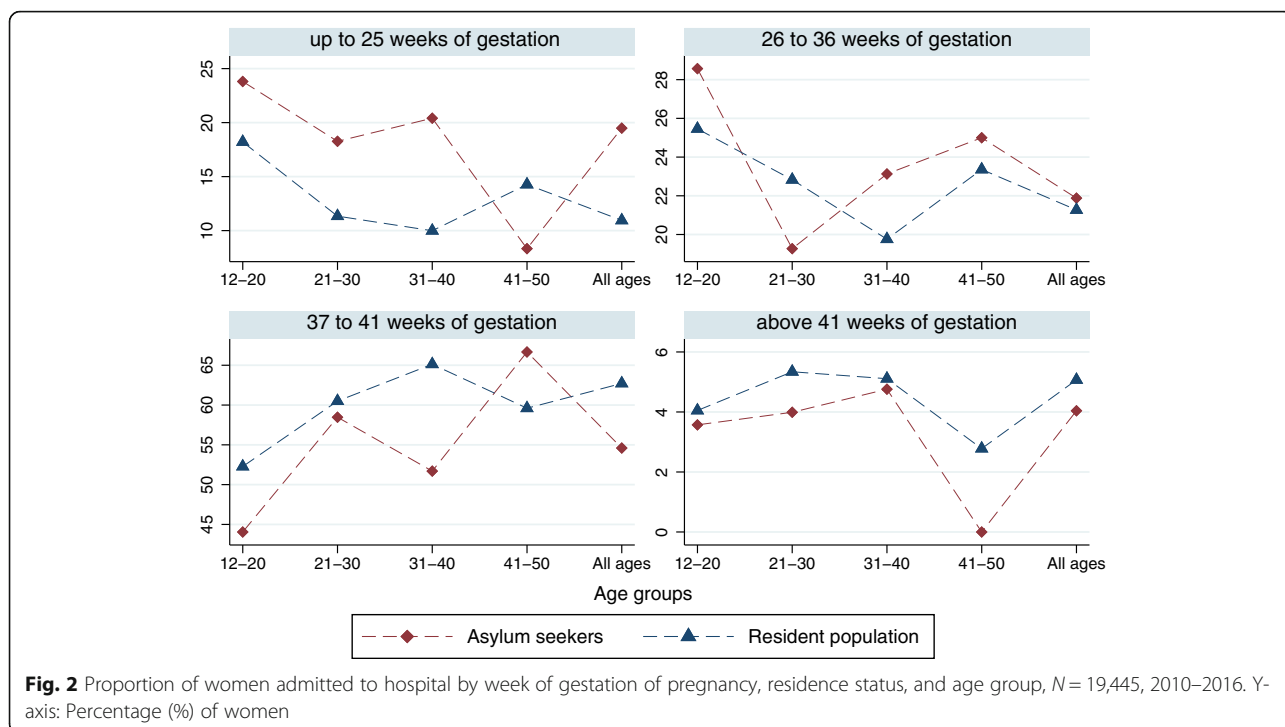 up to 25 weeks of gestation
25
20
15
10
12–20 21–30 31–40 41–50 All ages
26 to 36 weeks of gestation
28
26
24
22
20
12–20 21–30 31–40 41–50 All ages
37 to 41 weeks of gestation
65
60
55
50
45
12–20 21–30 31–40 41–50 All ages
above 41 weeks of gestation
6
4
2
0
12–20 21–30 31–40 41–50 All ages
Age groups
Asylum seekers Resident population
Fig. 2 Proportion of women admitted to hospital by week of gestation of pregnancy, residence status, and age group, N = 19,445, 2010–2016. Y-
axis: Percentage (%) of women